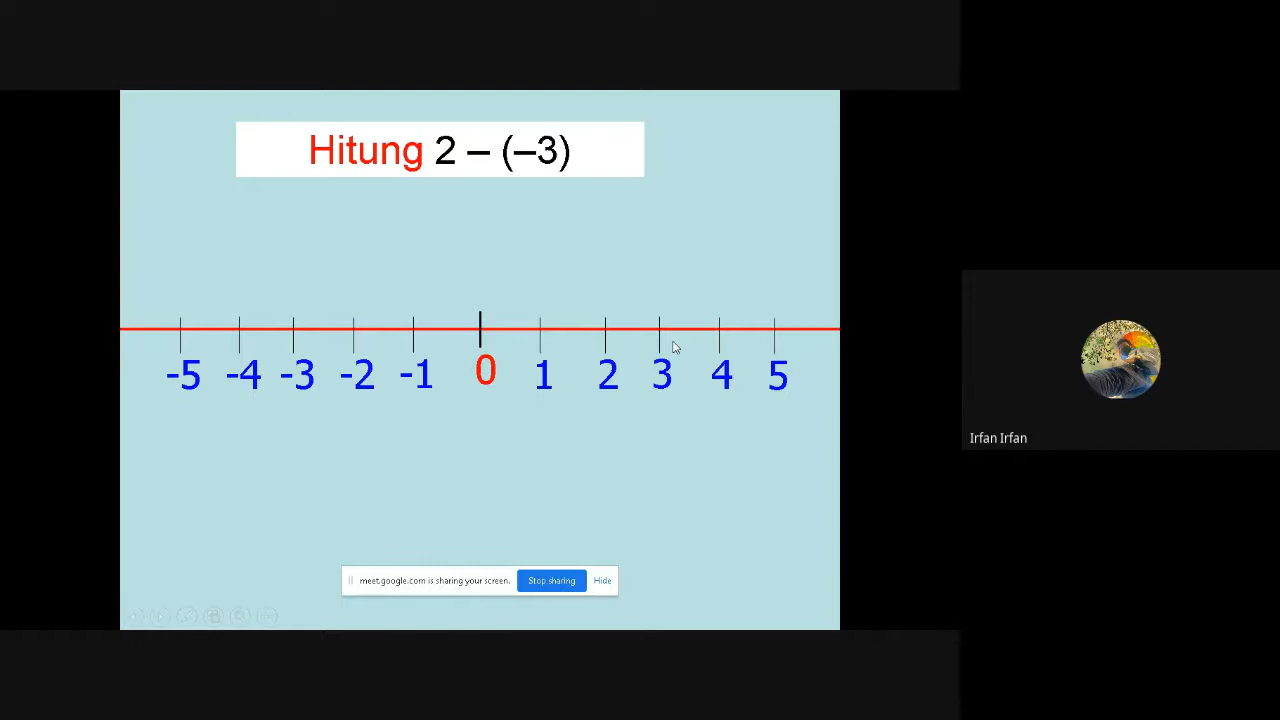 Hitung 2 – (–3)
-5 -4 -3 -2 -1 0 1 2 3 4 5
Irfan Irfan
meet.google.com is sharing your screen. Stop sharing Hide